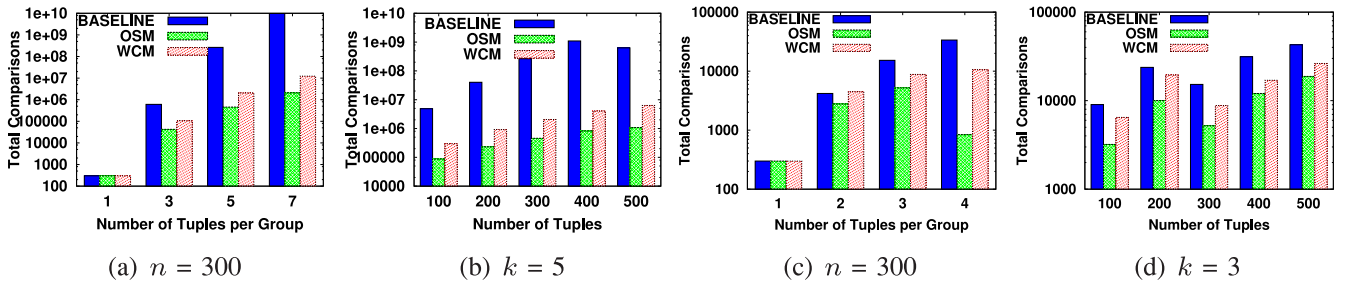 Total Comparisons
1e+10
1e+09
1e+08
1e+07
1e+06
100000
10000
1000
100
BASELINE
OSM
WCM
1 3 5 7
Number of Tuples per Group
(a) n = 300
Total Comparisons
1e+10
1e+09
1e+08
1e+07
1e+06
100000
10000
BASELINE
OSM
WCM
100 200 300 400 500
Number of Tuples
(b) k = 5
Total Comparisons
100000
10000
1000
100
BASELINE
OSM
WCM
1 2 3 4
Number of Tuples per Group
(c) n = 300
Total Comparisons
100000
10000
1000
BASELINE
OSM
WCM
100 200 300 400 500
Number of Tuples
(d) k = 3